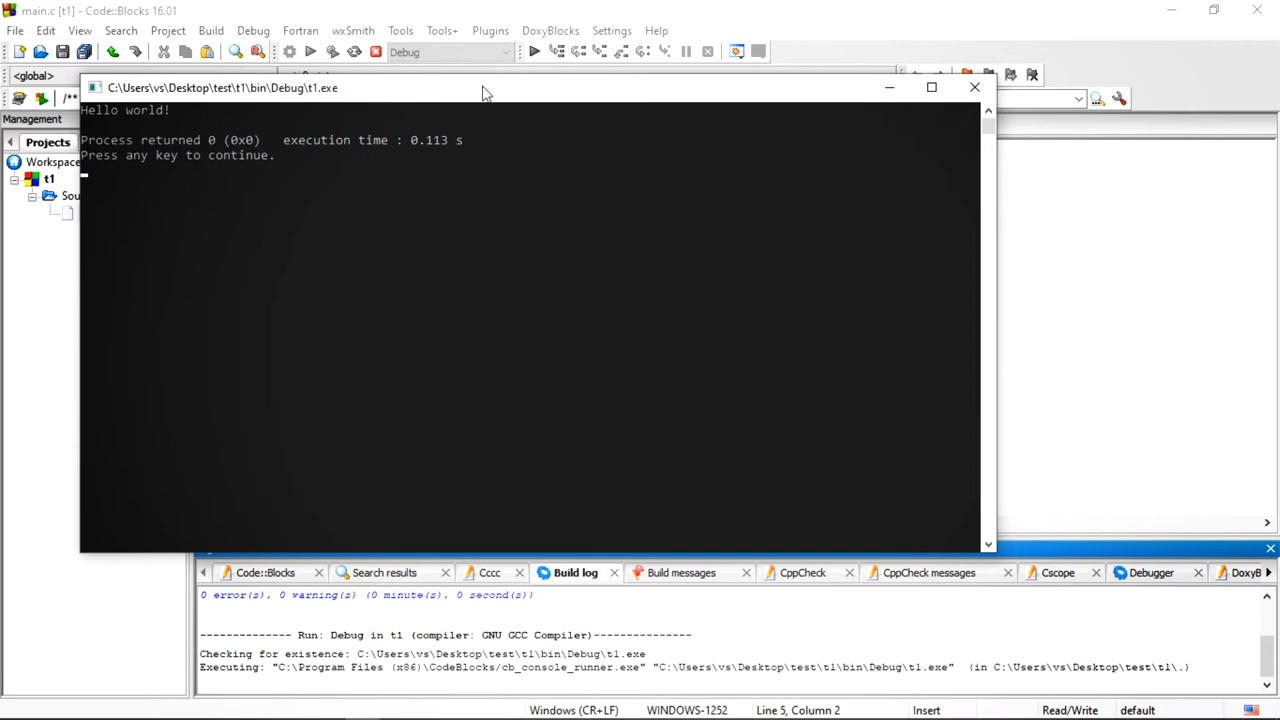 main.c [t1] - Code::Blocks 16.01
File Edit View Search Project Build Debug Fortran wxSmith Tools Tools+ Plugins DoxyBlocks Settings Help
Debug
<global>
/**
C:\Users\vs\Desktop\test\t1\bin\Debug\t1.exe
Hello world!
Process returned 0 (0x0)   execution time : 0.113 s
Press any key to continue.
Management
Projects
Workspace
t1
Sou
Code::Blocks Search results Cccc Build log Build messages CppCheck CppCheck messages Cscope Debugger DoxyB
0 error(s), 0 warning(s) (0 minute(s), 0 second(s))
-------------- Run: Debug in t1 (compiler: GNU GCC Compiler)---------------
Checking for existence: C:\Users\vs\Desktop\test\t1\bin\Debug\t1.exe
Executing: "C:\Program Files (x86)\CodeBlocks/cb_console_runner.exe" "C:\Users\vs\Desktop\test\t1\bin\Debug\t1.exe"  (in C:\Users\vs\Desktop\test\t1\.)
Windows (CR+LF) WINDOWS-1252 Line 5, Column 2 Insert Read/Write default